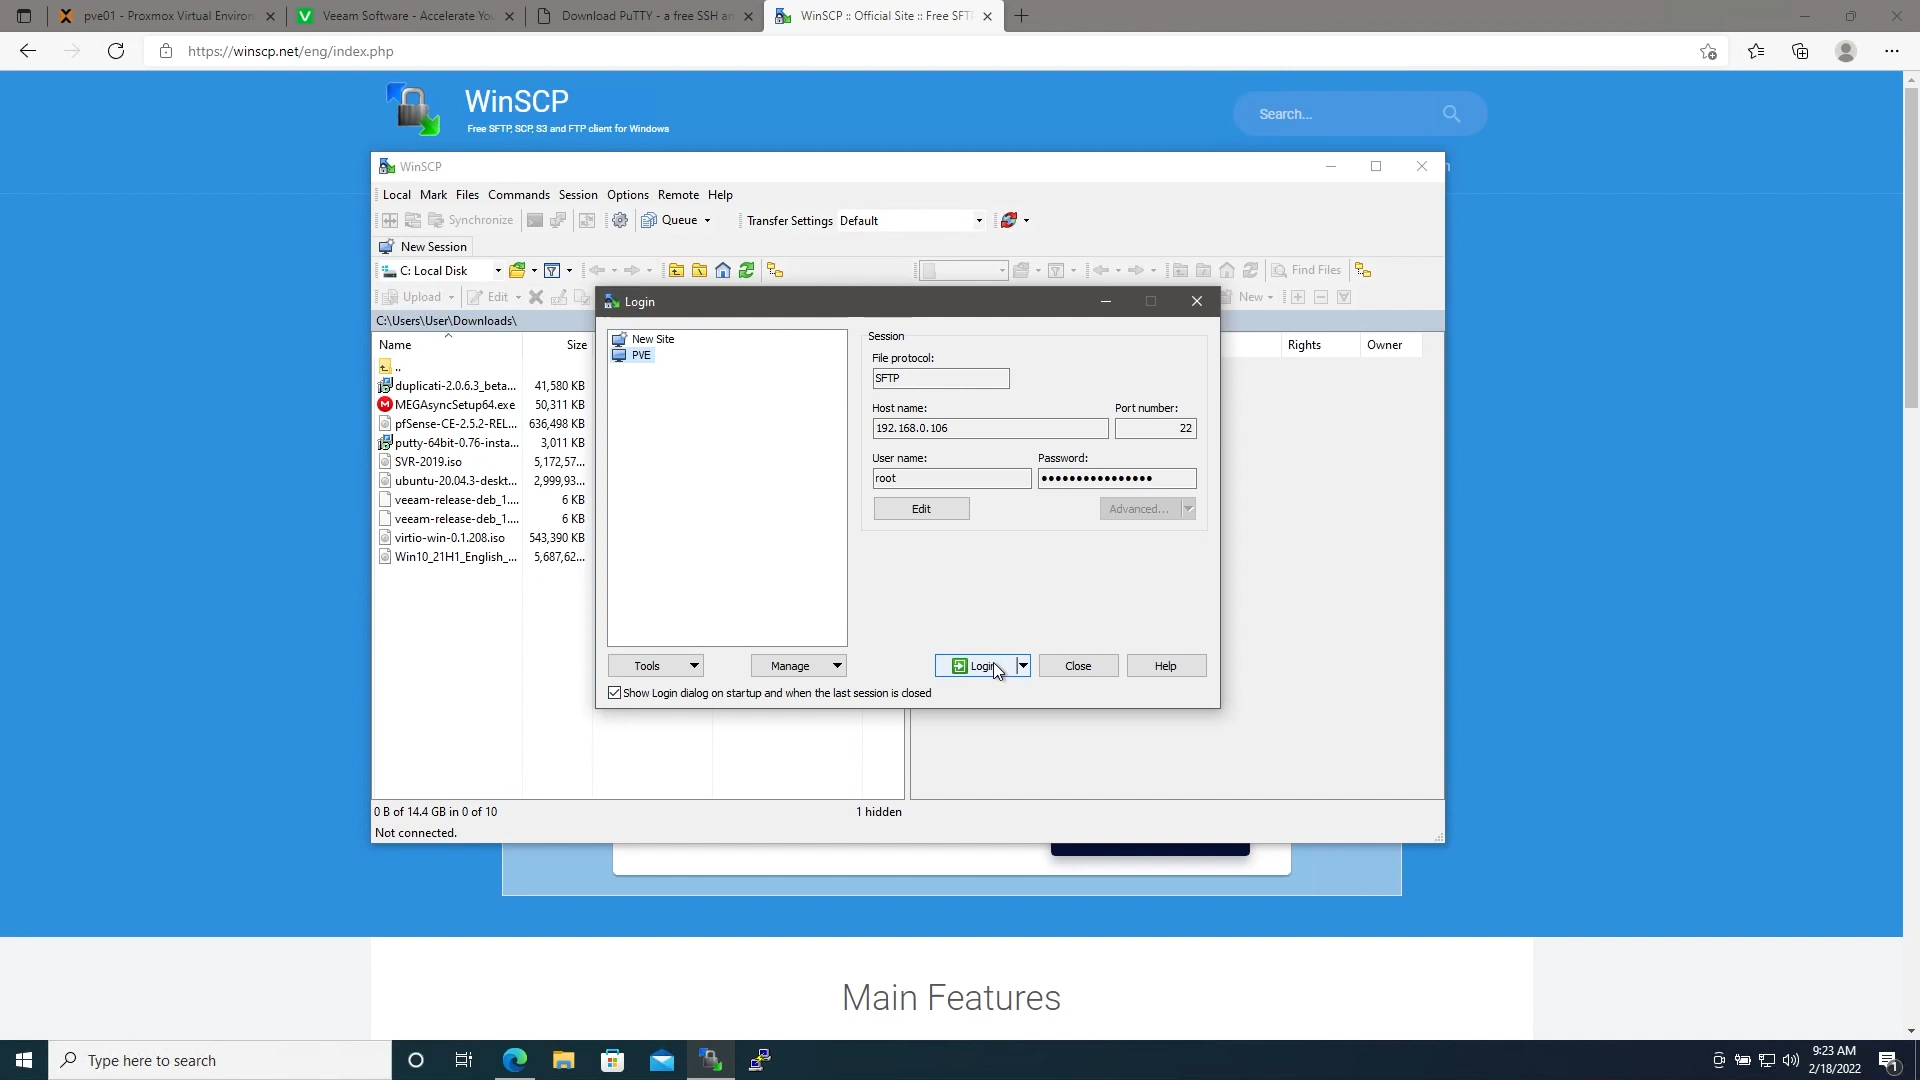 pve01 - Proxmox Virtual Environ
Veeam Software - Accelerate You
Download PuTTY - a free SSH an
WinSCP :: Official Site :: Free SFT
https://winscp.net/eng/index.php
WinSCP
Free SFTP, SCP, S3 and FTP client for Windows
Search...
WinSCP
Local Mark Files Commands Session Options Remote Help
Synchronize Queue Transfer Settings Default
New Session
C: Local Disk Find Files
Upload Edit New
C:\Users\User\Downloads\
Name Size Rights Owner
..
duplicati-2.0.6.3_beta... 41,580 KB
MEGAsyncSetup64.exe 50,311 KB
pfSense-CE-2.5.2-REL... 636,498 KB
putty-64bit-0.76-insta... 3,011 KB
SVR-2019.iso 5,172,57...
ubuntu-20.04.3-deskt... 2,999,93...
veeam-release-deb_1.... 6 KB
veeam-release-deb_1.... 6 KB
virtio-win-0.1.208.iso 543,390 KB
Win10_21H1_English_... 5,687,62...
Login
New Site
PVE
Session
File protocol:
SFTP
Host name: Port number:
192.168.0.106 22
User name: Password:
root ••••••••••••••••
Edit Advanced...
Tools Manage Login Close Help
Show Login dialog on startup and when the last session is closed
0 B of 14.4 GB in 0 of 10 1 hidden
Not connected.
Main Features
Type here to search
9:23 AM
2/18/2022
1